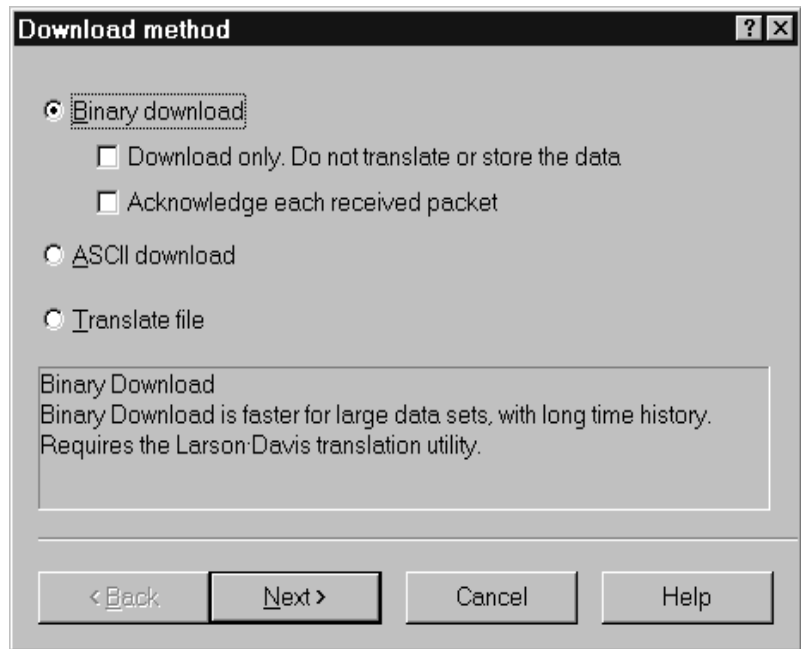 Download method
Binary download
Download only. Do not translate or store the data
Acknowledge each received packet
ASCII download
Translate file
Binary Download
Binary Download is faster for large data sets, with long time history.
Requires the Larson·Davis translation utility.
< Back Next > Cancel Help